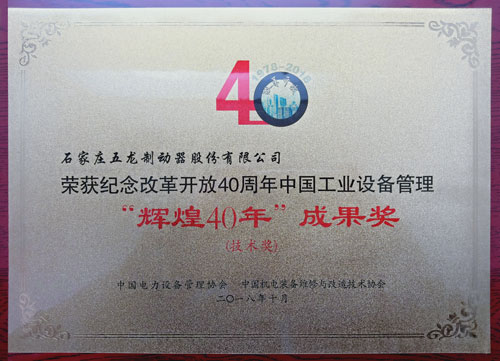 40
1978-2018
石家庄五龙制动器股份有限公司
荣获纪念改革开放40周年中国工业设备管理
“辉煌40年”成果奖
(技术奖)
中国电力设备管理协会 中国机电装备维修与改造技术协会
二〇一八年十月